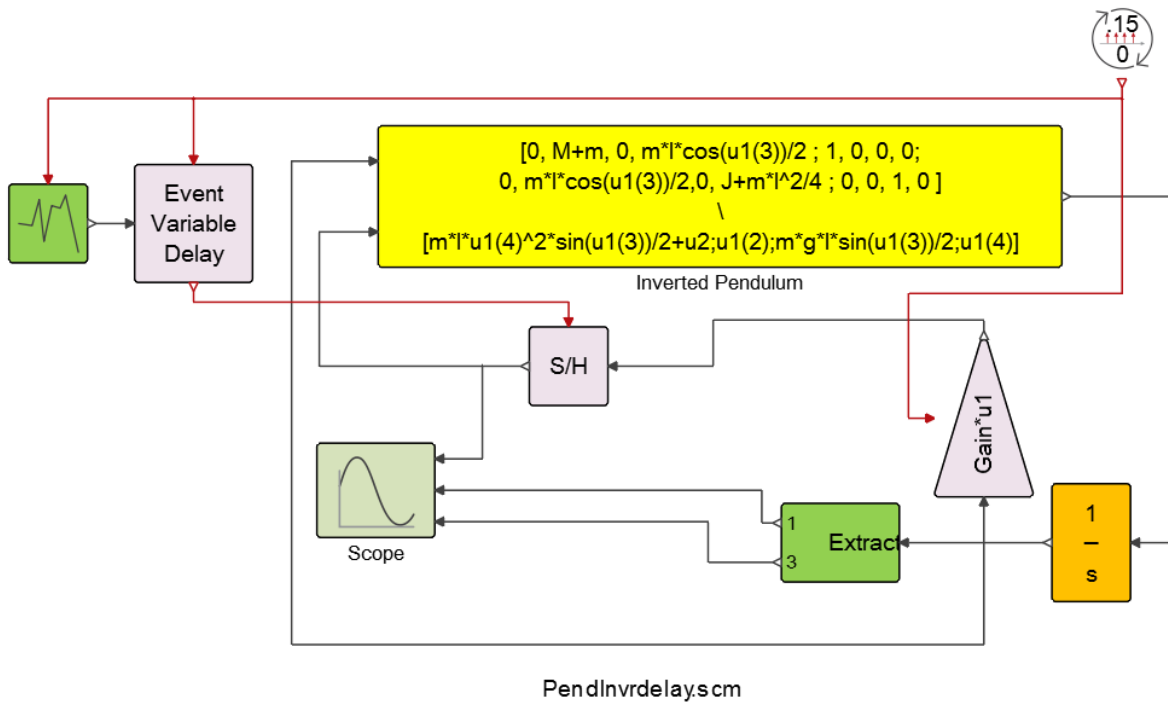 .15
0
[0, M+m, 0, m*l*cos(u1(3))/2 ; 1, 0, 0, 0;
0, m*l*cos(u1(3))/2,0, J+m*l^2/4 ; 0, 0, 1, 0 ]
\
[m*l*u1(4)^2*sin(u1(3))/2+u2;u1(2);m*g*l*sin(u1(3))/2;u1(4)]
Inverted Pendulum
Event
Variable
Delay
S/H
Gain*u1
Scope
1
3
Extract
1
s
PendInvrdelay.scm